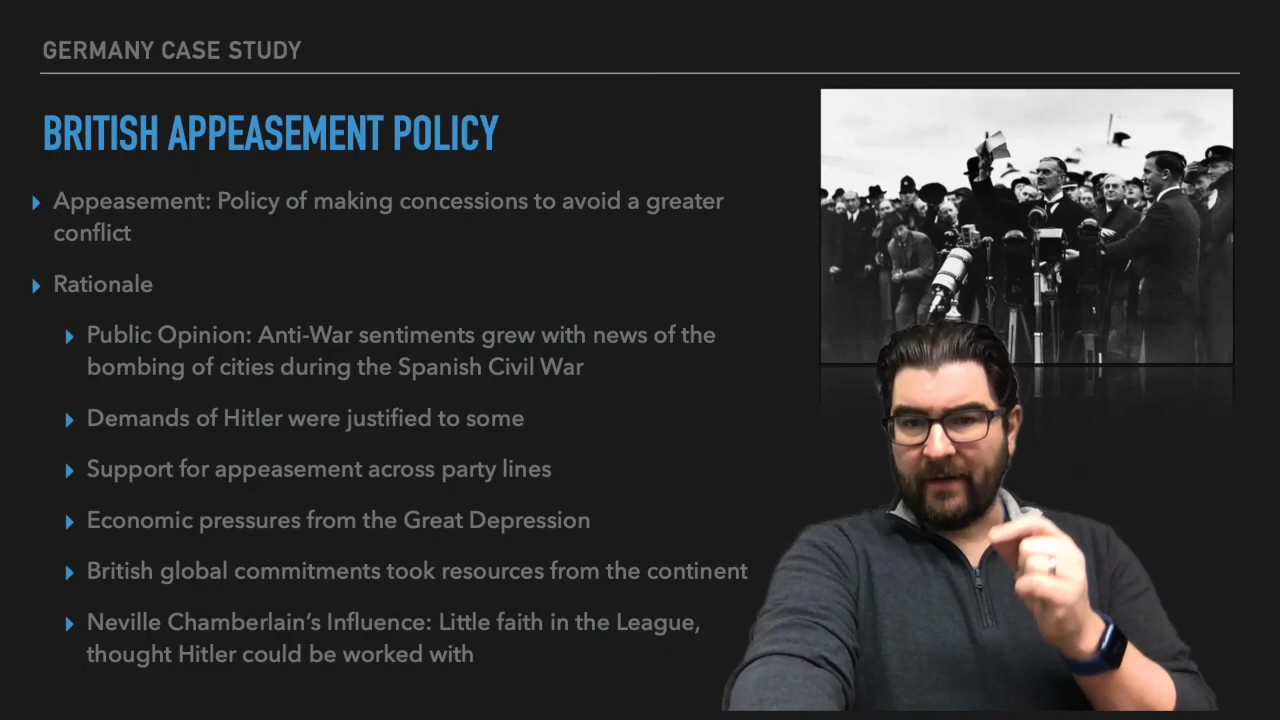 GERMANY CASE STUDY
BRITISH APPEASEMENT POLICY
Appeasement: Policy of making concessions to avoid a greater
conflict
Rationale
Public Opinion: Anti-War sentiments grew with news of the
bombing of cities during the Spanish Civil War
Demands of Hitler were justified to some
Support for appeasement across party lines
Economic pressures from the Great Depression
British global commitments took resources from the continent
Neville Chamberlain’s Influence: Little faith in the League,
thought Hitler could be worked with